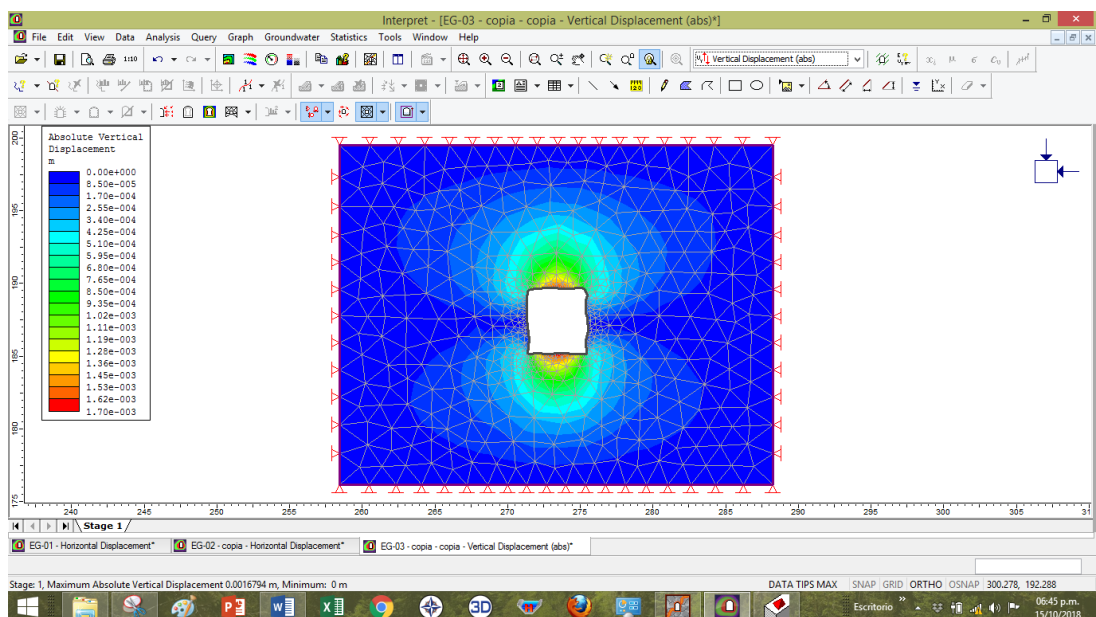 Interpret - [EG-03 - copia - copia - Vertical Displacement (abs)*]
File Edit View Data Analysis Query Graph Groundwater Statistics Tools Window Help
1:10 Vertical Displacement (abs)
Absolute Vertical
Displacement
m
0.00e+000
8.50e-005
1.70e-004
2.55e-004
3.40e-004
4.25e-004
5.10e-004
5.95e-004
6.80e-004
7.65e-004
8.50e-004
9.35e-004
1.02e-003
1.11e-003
1.19e-003
1.28e-003
1.36e-003
1.45e-003
1.53e-003
1.62e-003
1.70e-003
200
195
190
185
180
175
240 245 250 255 260 265 270 275 280 285 290 295 300 305 31
Stage 1
EG-01 - Horizontal Displacement* EG-02 - copia - Horizontal Displacement* EG-03 - copia - copia - Vertical Displacement (abs)*
Stage: 1, Maximum Absolute Vertical Displacement 0.0016794 m, Minimum: 0 m DATA TIPS MAX SNAP GRID ORTHO OSNAP 300.278, 192.288
Escritorio 06:45 p.m.
15/10/2018